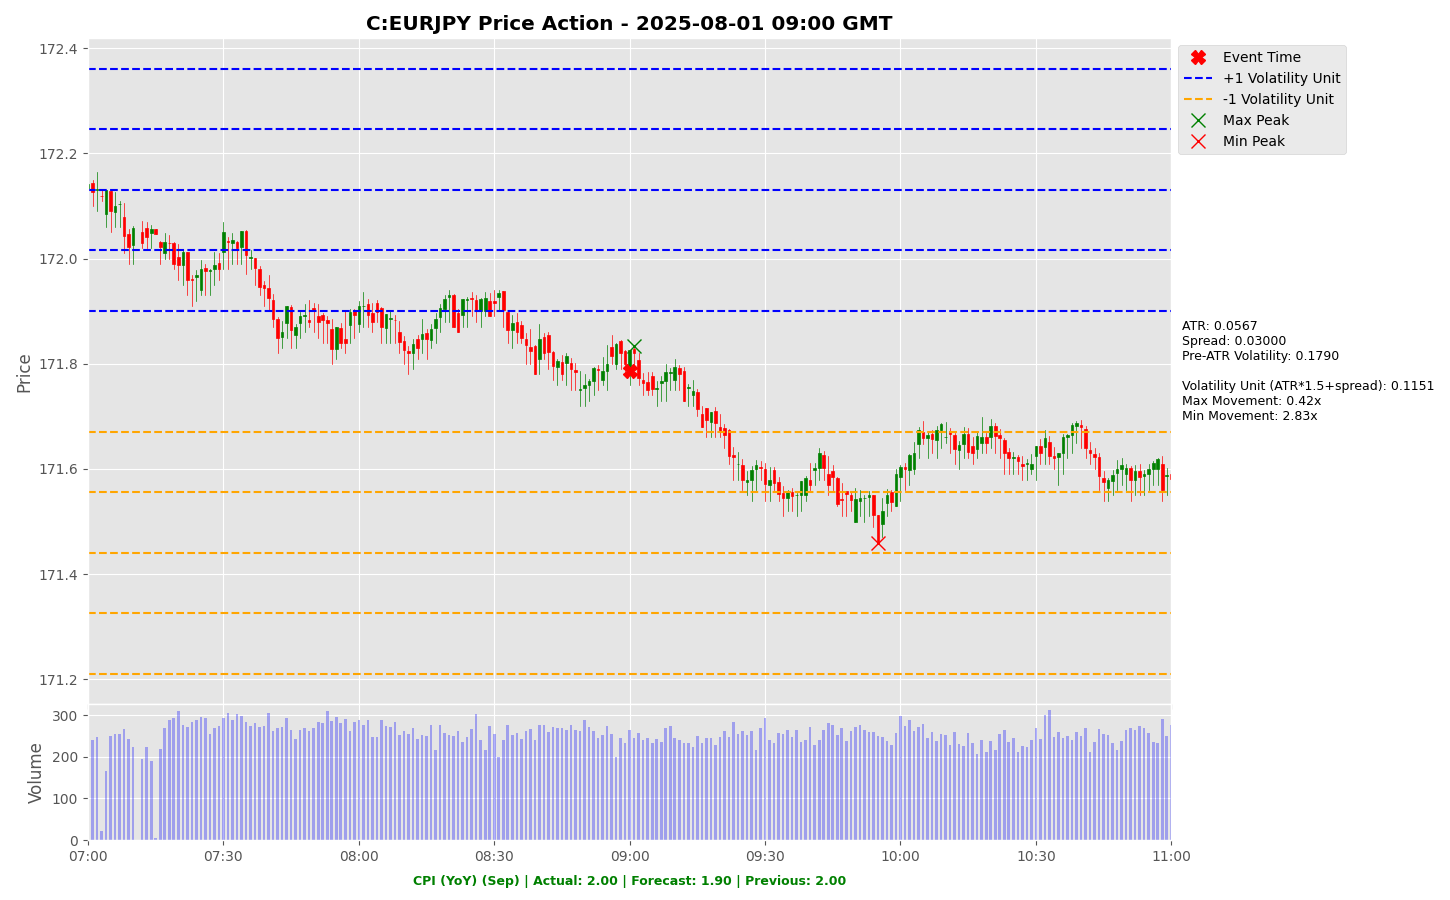 C:EURJPY Price Action - 2025-08-01 09:00 GMT
Event Time
+1 Volatility Unit
-1 Volatility Unit
Max Peak
Min Peak
Price
172.4
172.2
172.0
171.8
171.6
171.4
171.2
ATR: 0.0567
Spread: 0.03000
Pre-ATR Volatility: 0.1790
Volatility Unit (ATR*1.5+spread): 0.1151
Max Movement: 0.42x
Min Movement: 2.83x
Volume
300
200
100
0
07:00 07:30 08:00 08:30 09:00 09:30 10:00 10:30 11:00
CPI (YoY) (Sep) | Actual: 2.00 | Forecast: 1.90 | Previous: 2.00